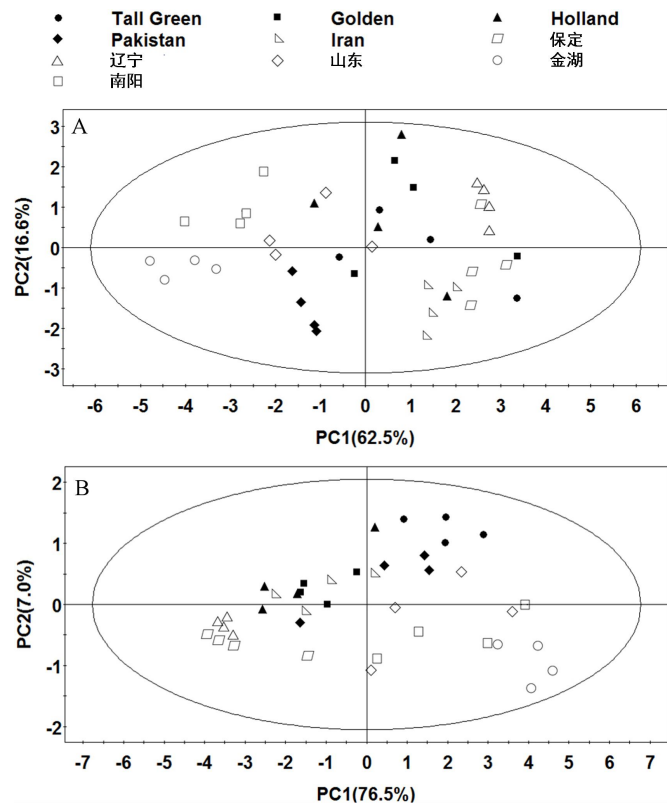 Tall Green Golden Holland
Pakistan Iran 保定
辽宁 山东 金湖
南阳
A
3
2
1
0
-1
-2
-3
PC2(16.6%)
-6 -5 -4 -3 -2 -1 0 1 2 3 4 5 6
PC1(62.5%)
B
2
1
0
-1
-2
PC2(7.0%)
-7 -6 -5 -4 -3 -2 -1 0 1 2 3 4 5 6 7
PC1(76.5%)